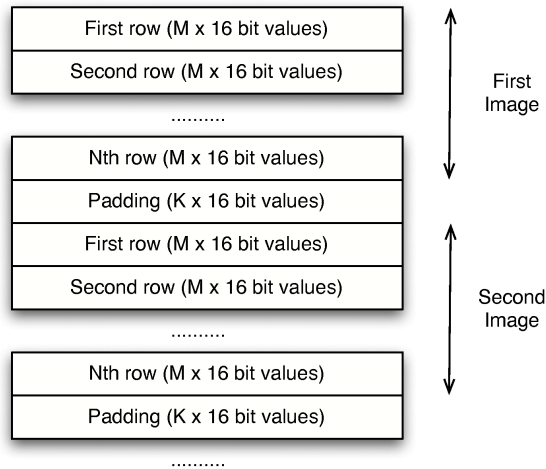 First row (M x 16 bit values)
Second row (M x 16 bit values)
..........
Nth row (M x 16 bit values)
Padding (K x 16 bit values)
First row (M x 16 bit values)
Second row (M x 16 bit values)
..........
Nth row (M x 16 bit values)
Padding (K x 16 bit values)
..........
First
Image
Second
Image